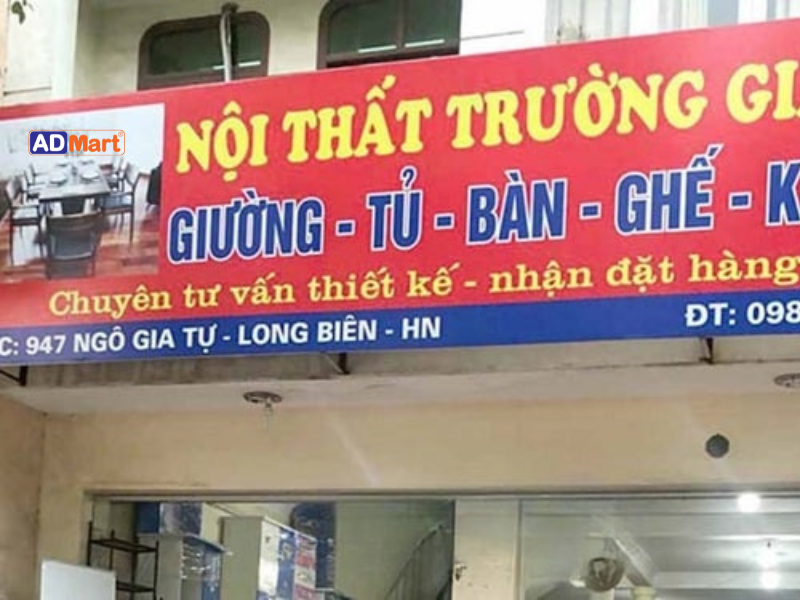 ADMart
NỘI THẤT TRƯỜNG
GIƯỜNG - TỦ - BÀN - GHẾ - K
Chuyên tư vấn thiết kế - nhận đặt hàng
C: 947 NGÔ GIA TỰ - LONG BIÊN - HN
ĐT: 098